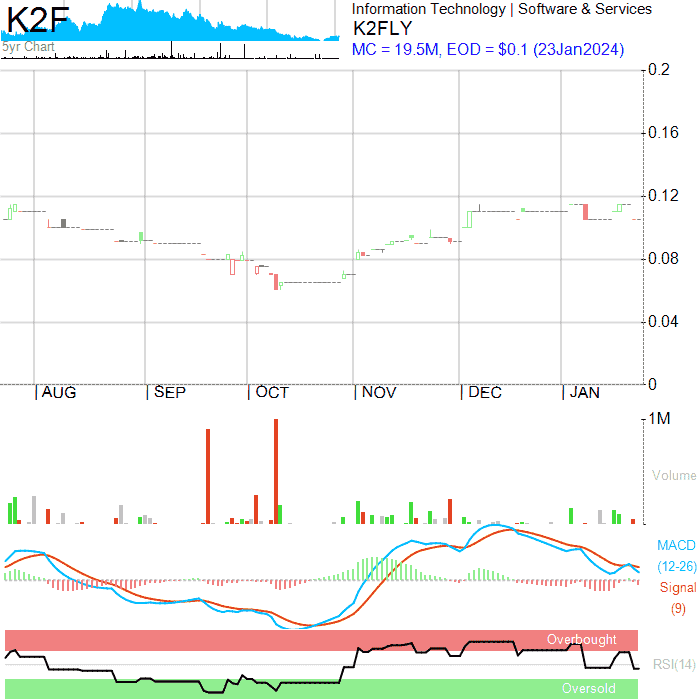 K2F
5yr Chart
Information Technology | Software & Services
K2FLY
MC = 19.5M, EOD = $0.1 (23Jan2024)
0.2
0.16
0.12
0.08
0.04
0
AUG SEP OCT NOV DEC JAN
1M
Volume
MACD
(12-26)
Signal
(9)
Overbought
RSI(14)
Oversold